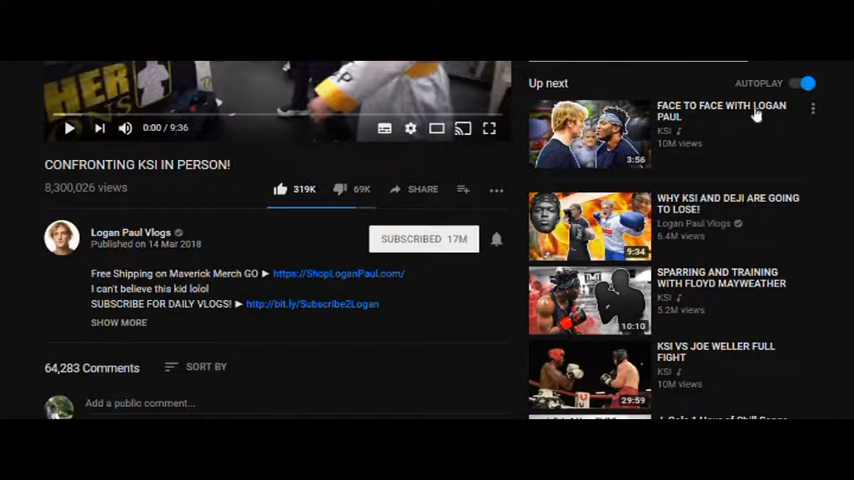 HER
ONS
P
0:00 / 9:36
CONFRONTING KSI IN PERSON!
8,300,026 views
319K
69K
SHARE
Logan Paul Vlogs
Published on 14 Mar 2018
SUBSCRIBED 17M
Free Shipping on Maverick Merch GO ► https://ShopLoganPaul.com/
I can't believe this kid lolol
SUBSCRIBE FOR DAILY VLOGS! ► http://bit.ly/Subscribe2Logan
SHOW MORE
64,283 Comments
SORT BY
Add a public comment...
Up next
AUTOPLAY
FACE TO FACE WITH LOGAN
PAUL
KSI
10M views
3:56
WHY KSI AND DEJI ARE GOING
TO LOSE!
Logan Paul Vlogs
6.4M views
9:34
SPARRING AND TRAINING
WITH FLOYD MAYWEATHER
KSI
5.2M views
10:10
KSI VS JOE WELLER FULL
FIGHT
KSI
10M views
29:59